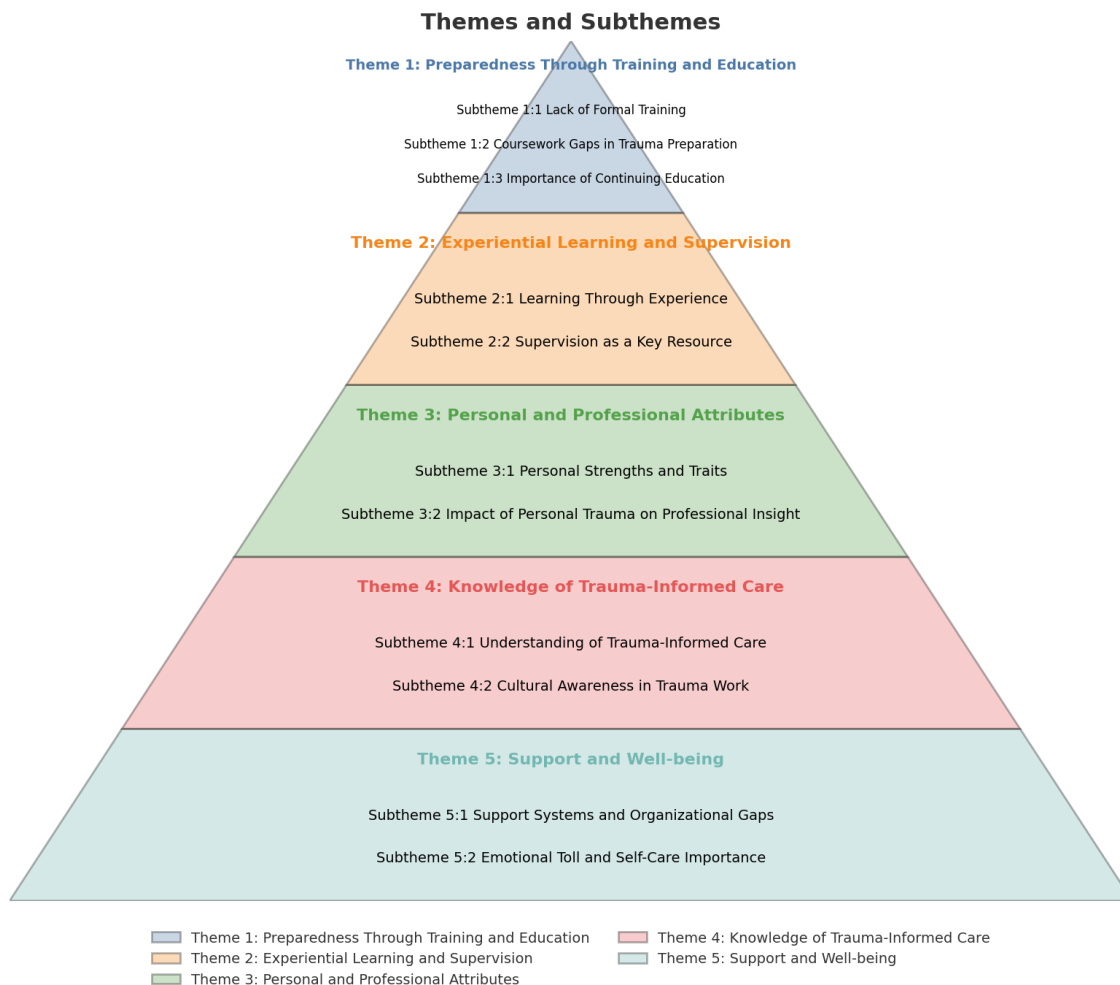 Themes and Subthemes
Theme 1: Preparedness Through Training and Education
Subtheme 1:1 Lack of Formal Training
Subtheme 1:2 Coursework Gaps in Trauma Preparation
Subtheme 1:3 Importance of Continuing Education
Theme 2: Experiential Learning and Supervision
Subtheme 2:1 Learning Through Experience
Subtheme 2:2 Supervision as a Key Resource
Theme 3: Personal and Professional Attributes
Subtheme 3:1 Personal Strengths and Traits
Subtheme 3:2 Impact of Personal Trauma on Professional Insight
Theme 4: Knowledge of Trauma-Informed Care
Subtheme 4:1 Understanding of Trauma-Informed Care
Subtheme 4:2 Cultural Awareness in Trauma Work
Theme 5: Support and Well-being
Subtheme 5:1 Support Systems and Organizational Gaps
Subtheme 5:2 Emotional Toll and Self-Care Importance
Theme 1: Preparedness Through Training and Education
Theme 2: Experiential Learning and Supervision
Theme 3: Personal and Professional Attributes
Theme 4: Knowledge of Trauma-Informed Care
Theme 5: Support and Well-being